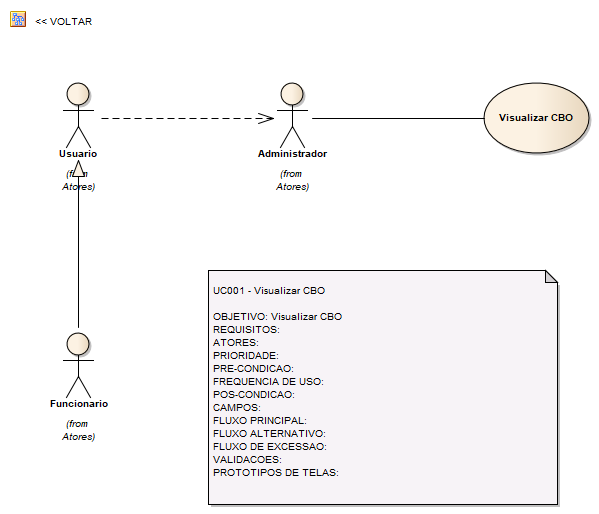 << VOLTAR
Usuario
(from
Atores)
Administrador
(from
Atores)
Visualizar CBO
Funcionario
(from
Atores)
UC001 - Visualizar CBO
OBJETIVO: Visualizar CBO
REQUISITOS:
ATORES:
PRIORIDADE:
PRE-CONDICAO:
FREQUENCIA DE USO:
POS-CONDICAO:
CAMPOS:
FLUXO PRINCIPAL:
FLUXO ALTERNATIVO:
FLUXO DE EXCESSAO:
VALIDACOES:
PROTOTIPOS DE TELAS: